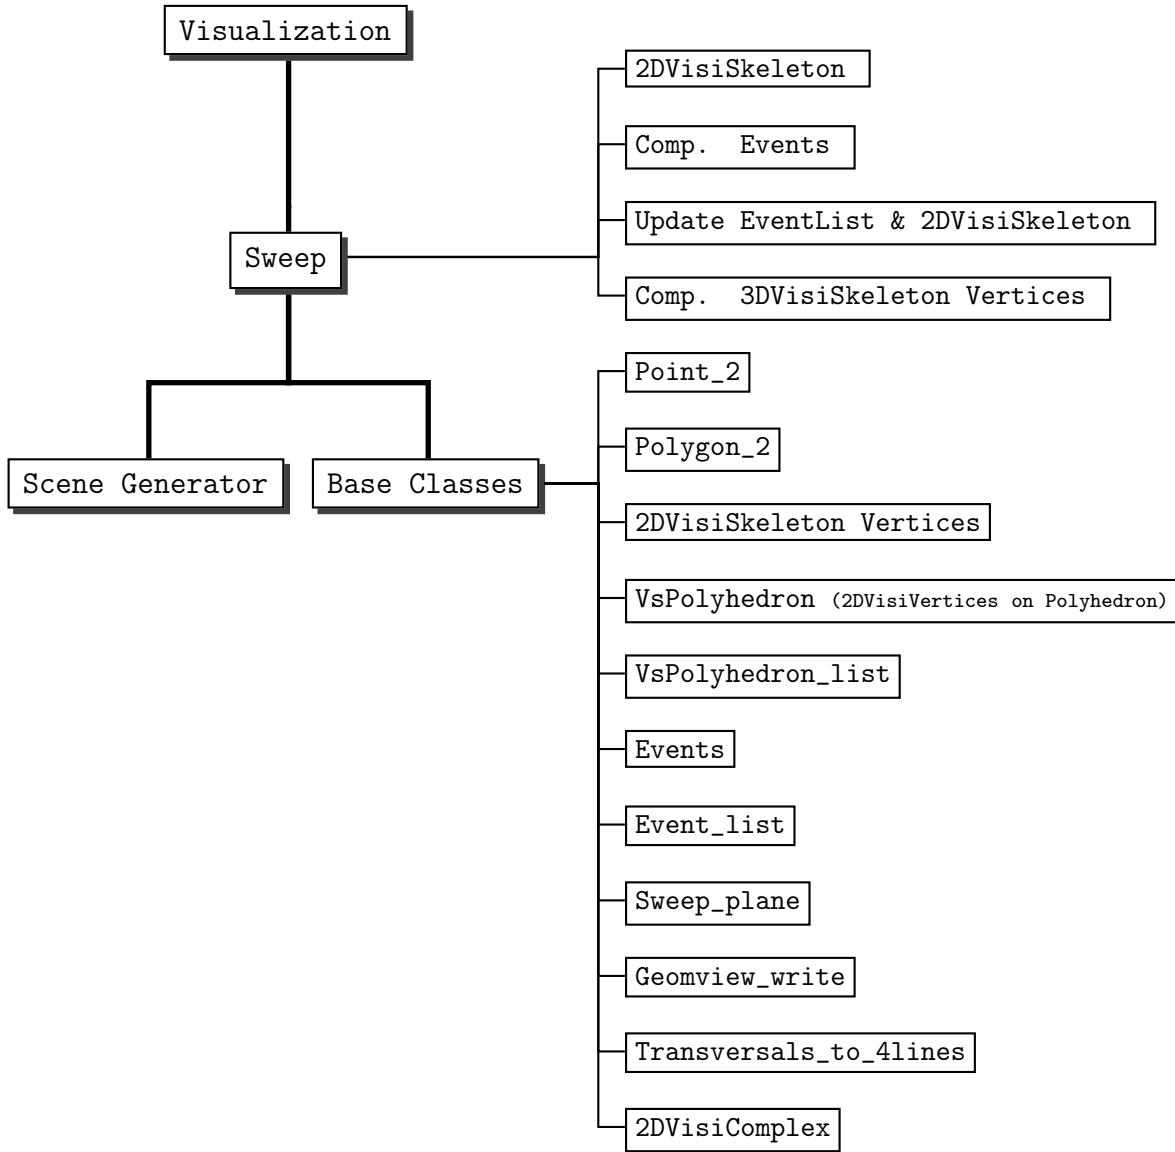 Visualization
2DVisiSkeleton
Comp. Events
Update EventList & 2DVisiSkeleton
Sweep
Comp. 3DVisiSkeleton Vertices
Point_2
Polygon_2
Scene Generator
Base Classes
2DVisiSkeleton Vertices
VsPolyhedron (2DVisiVertices on Polyhedron)
VsPolyhedron_list
Events
Event_list
Sweep_plane
Geomview_write
Transversals_to_4lines
2DVisiComplex